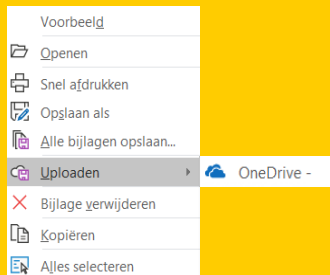 Voorbeeld
Openen
Snel afdrukken
Opslaan als
Alle bijlagen opslaan...
Uploaden
OneDrive -
Bijlage verwijderen
Kopiëren
Alles selecteren